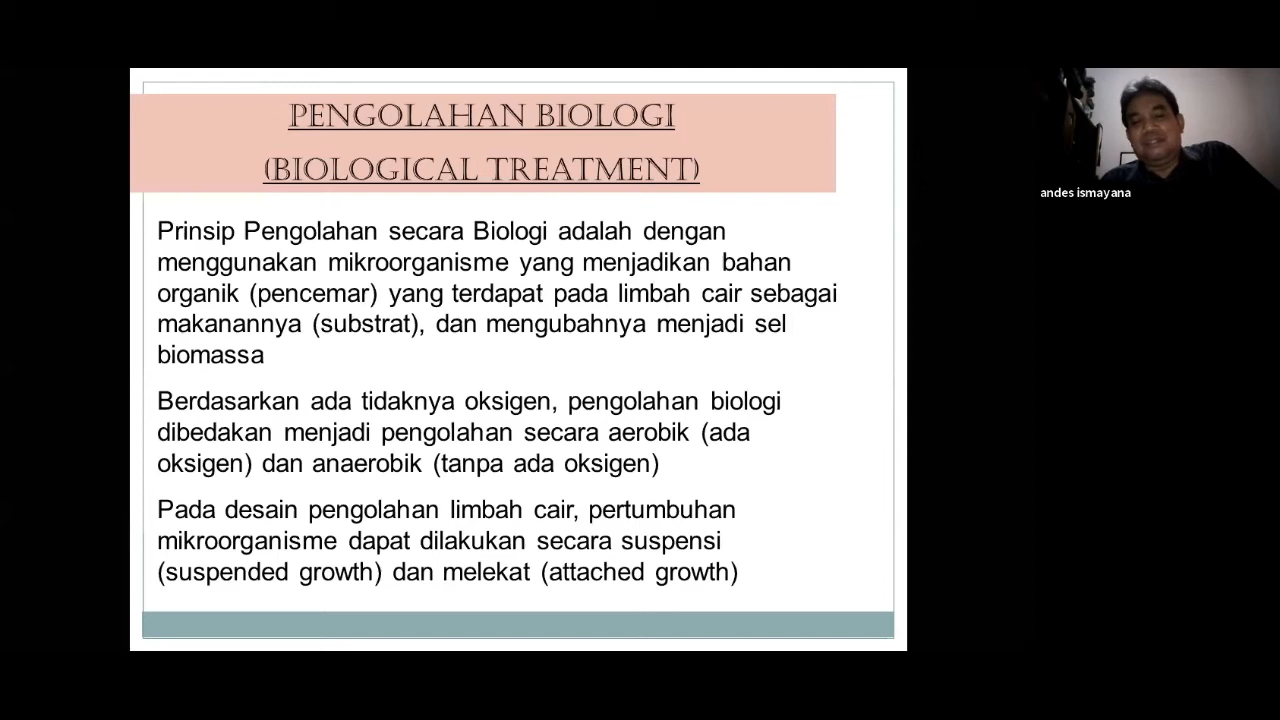 PENGOLAHAN BIOLOGI
(BIOLOGICAL TREATMENT)
Prinsip Pengolahan secara Biologi adalah dengan
menggunakan mikroorganisme yang menjadikan bahan
organik (pencemar) yang terdapat pada limbah cair sebagai
makanannya (substrat), dan mengubahnya menjadi sel
biomassa
Berdasarkan ada tidaknya oksigen, pengolahan biologi
dibedakan menjadi pengolahan secara aerobik (ada
oksigen) dan anaerobik (tanpa ada oksigen)
Pada desain pengolahan limbah cair, pertumbuhan
mikroorganisme dapat dilakukan secara suspensi
(suspended growth) dan melekat (attached growth)
andes ismayana